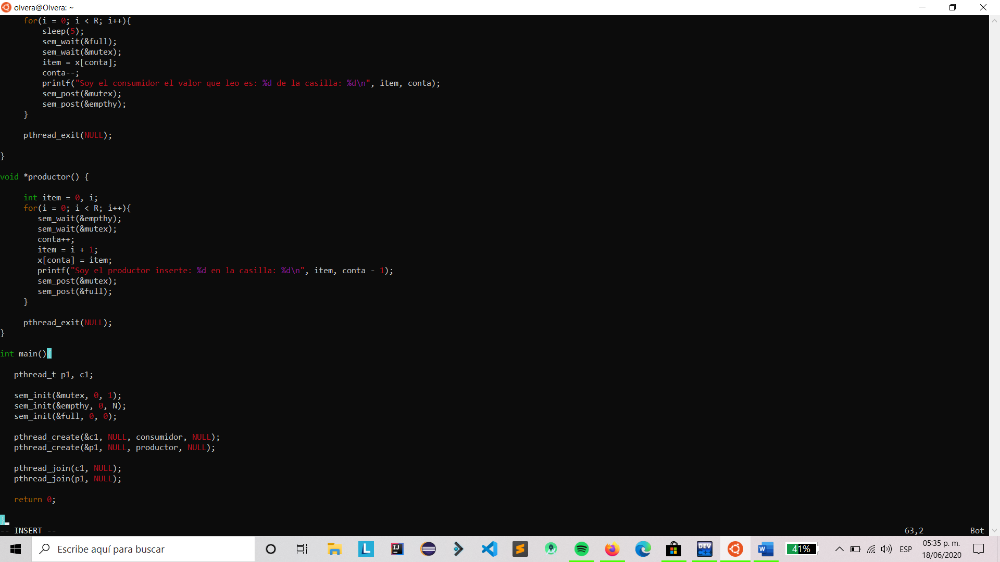 olvera@Olvera: ~
for(i = 0; i < R; i++){
sleep(5);
sem_wait(&full);
sem_wait(&mutex);
item = x[conta];
conta--;
printf("Soy el consumidor el valor que leo es: %d de la casilla: %d\n", item, conta);
sem_post(&mutex);
sem_post(&empthy);
}
pthread_exit(NULL);
}
void *productor() {
int item = 0, i;
for(i = 0; i < R; i++){
sem_wait(&empthy);
sem_wait(&mutex);
conta++;
item = i + 1;
x[conta] = item;
printf("Soy el productor inserte: %d en la casilla: %d\n", item, conta - 1);
sem_post(&mutex);
sem_post(&full);
}
pthread_exit(NULL);
}
int main(){
pthread_t p1, c1;
sem_init(&mutex, 0, 1);
sem_init(&empthy, 0, N);
sem_init(&full, 0, 0);
pthread_create(&c1, NULL, consumidor, NULL);
pthread_create(&p1, NULL, productor, NULL);
pthread_join(c1, NULL);
pthread_join(p1, NULL);
return 0;
}
-- INSERT -- 63,2 Bot
Escribe aquí para buscar
L
IJ
DEV
W
41%
ESP
05:35 p. m.
18/06/2020